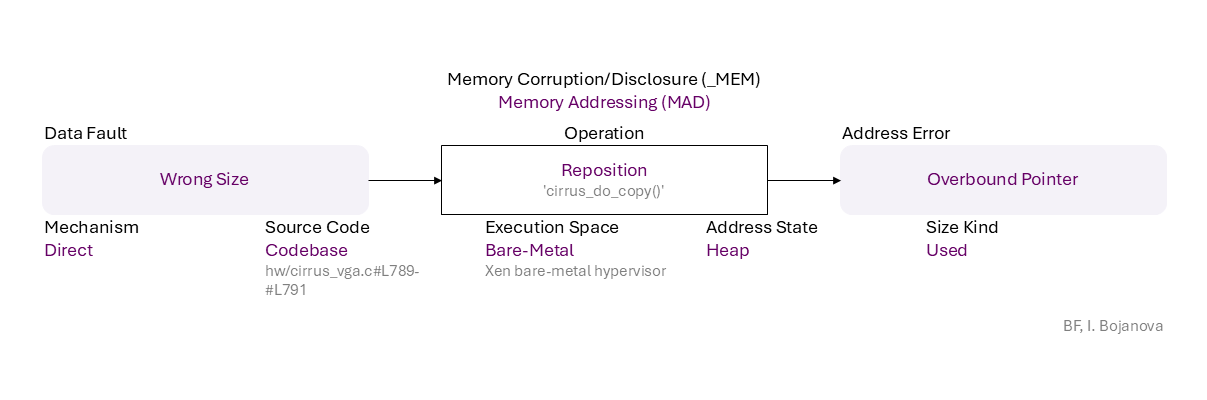 Memory Corruption/Disclosure (_MEM)
Memory Addressing (MAD)
Data Fault
Operation
Address Error
Wrong Size
Reposition
'cirrus_do_copy()'
Overbound Pointer
Mechanism
Direct
Source Code
Codebase
hw/cirrus_vga.c#L789-
#L791
Execution Space
Bare-Metal
Xen bare-metal hypervisor
Address State
Heap
Size Kind
Used
BF, I. Bojanova